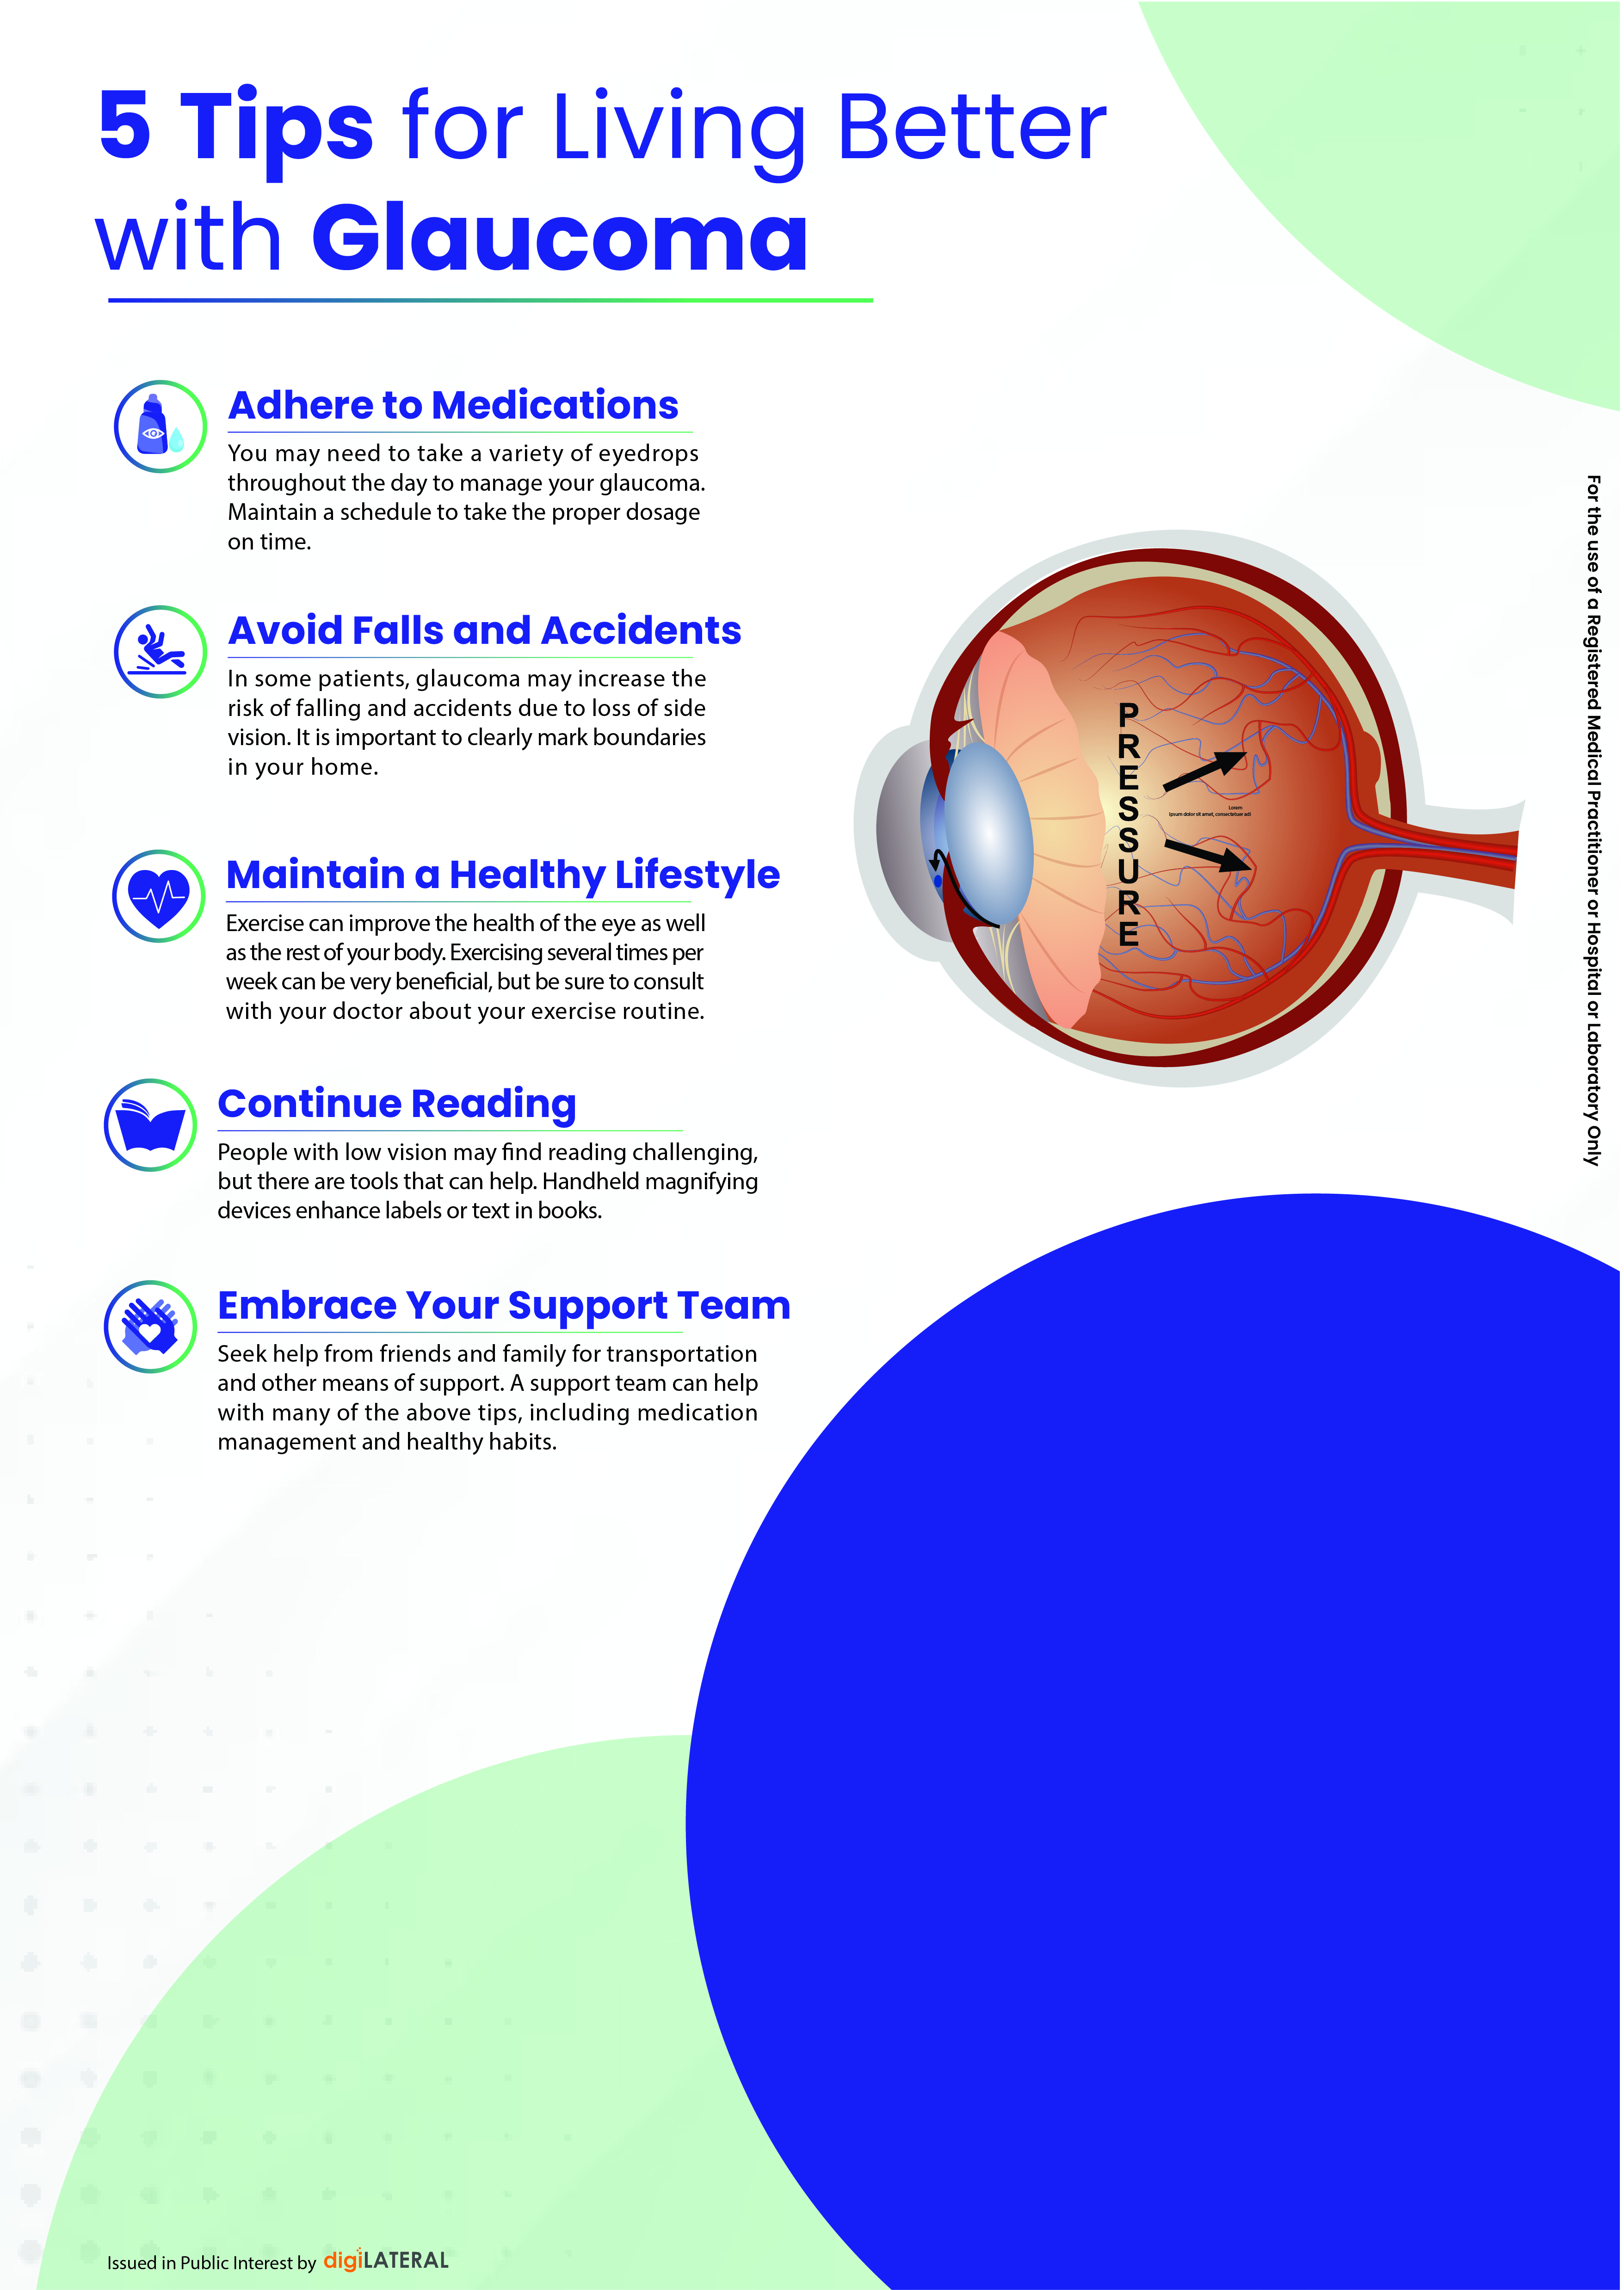 5 Tips for Living Better
with Glaucoma
Adhere to Medications
You may need to take a variety of eyedrops
throughout the day to manage your glaucoma.
Maintain a schedule to take the proper dosage
on time.
Avoid Falls and Accidents
In some patients, glaucoma may increase the
risk of falling and accidents due to loss of side
vision. It is important to clearly mark boundaries
in your home.
Maintain a Healthy Lifestyle
Exercise can improve the health of the eye as well
as the rest of your body. Exercising several times per
week can be very beneficial, but be sure to consult
with your doctor about your exercise routine.
Continue Reading
People with low vision may find reading challenging,
but there are tools that can help. Handheld magnifying
devices enhance labels or text in books.
Embrace Your Support Team
Seek help from friends and family for transportation
and other means of support. A support team can help
with many of the above tips, including medication
management and healthy habits.
PRESSURE
Lorem
ipsum dolor sit amet, consectetuer adi
For the use of a Registered Medical Practitioner or Hospital or Laboratory Only
Issued in Public Interest by digiLATERAL